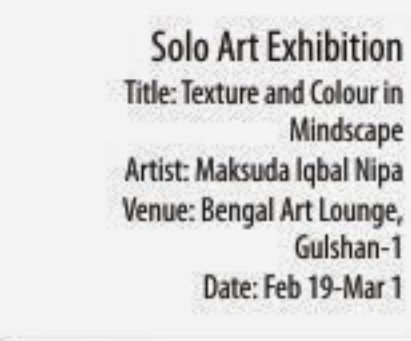 Solo Art Exhibition
Title: Texture and Colour in
Mindscape
Artist: Maksuda Iqbal Nipa
Venue: Bengal Art Lounge,
Gulshan-1
Date: Feb 19-Mar 1